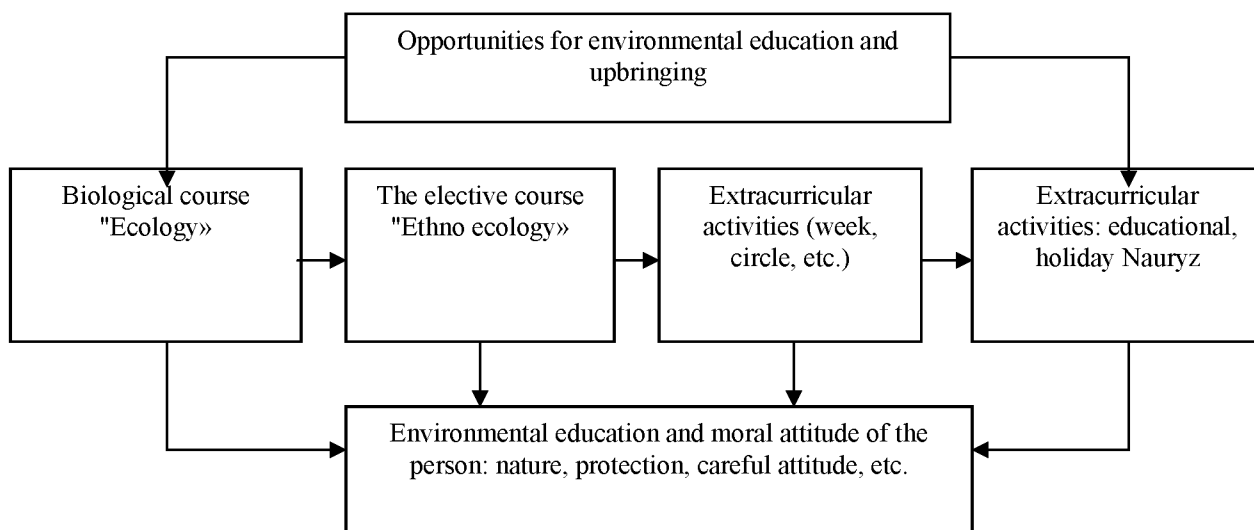 Opportunities for environmental education and
upbringing
Biological course
"Ecology»
The elective course
"Ethno ecology»
Extracurricular
activities (week,
circle, etc.)
Extracurricular
activities: educational,
holiday Nauryz
Environmental education and moral attitude of the
person: nature, protection, careful attitude, etc.